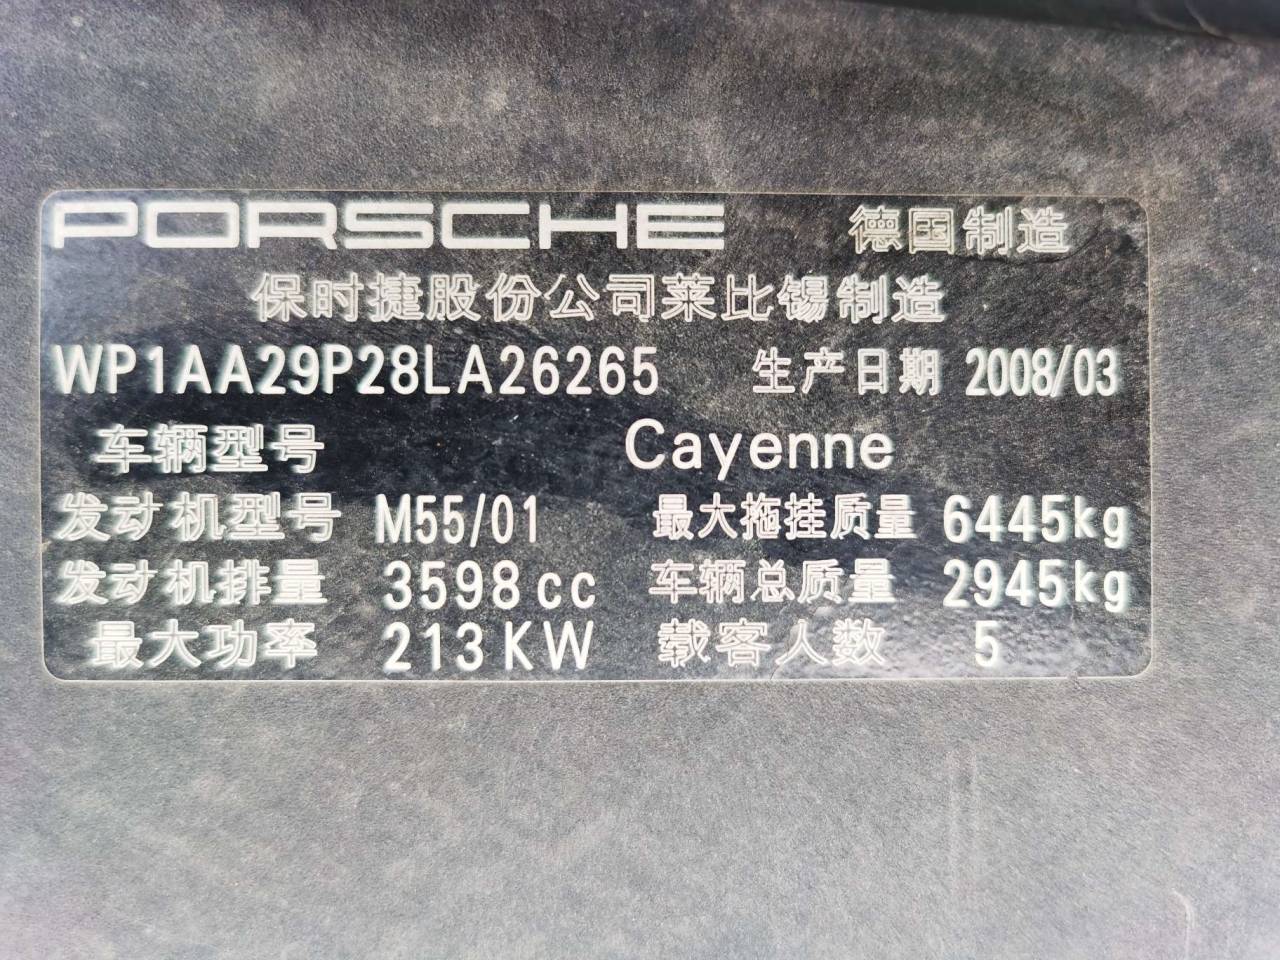 PORSCHE 德国制造
保时捷股份公司莱比锡制造
WP1AA29P28LA26265 生产日期 2008/03
车辆型号 Cayenne
发动机型号 M55/01 最大拖挂质量 6445kg
发动机排量 3598cc 车辆总质量 2945kg
最大功率 213KW 载客人数 5